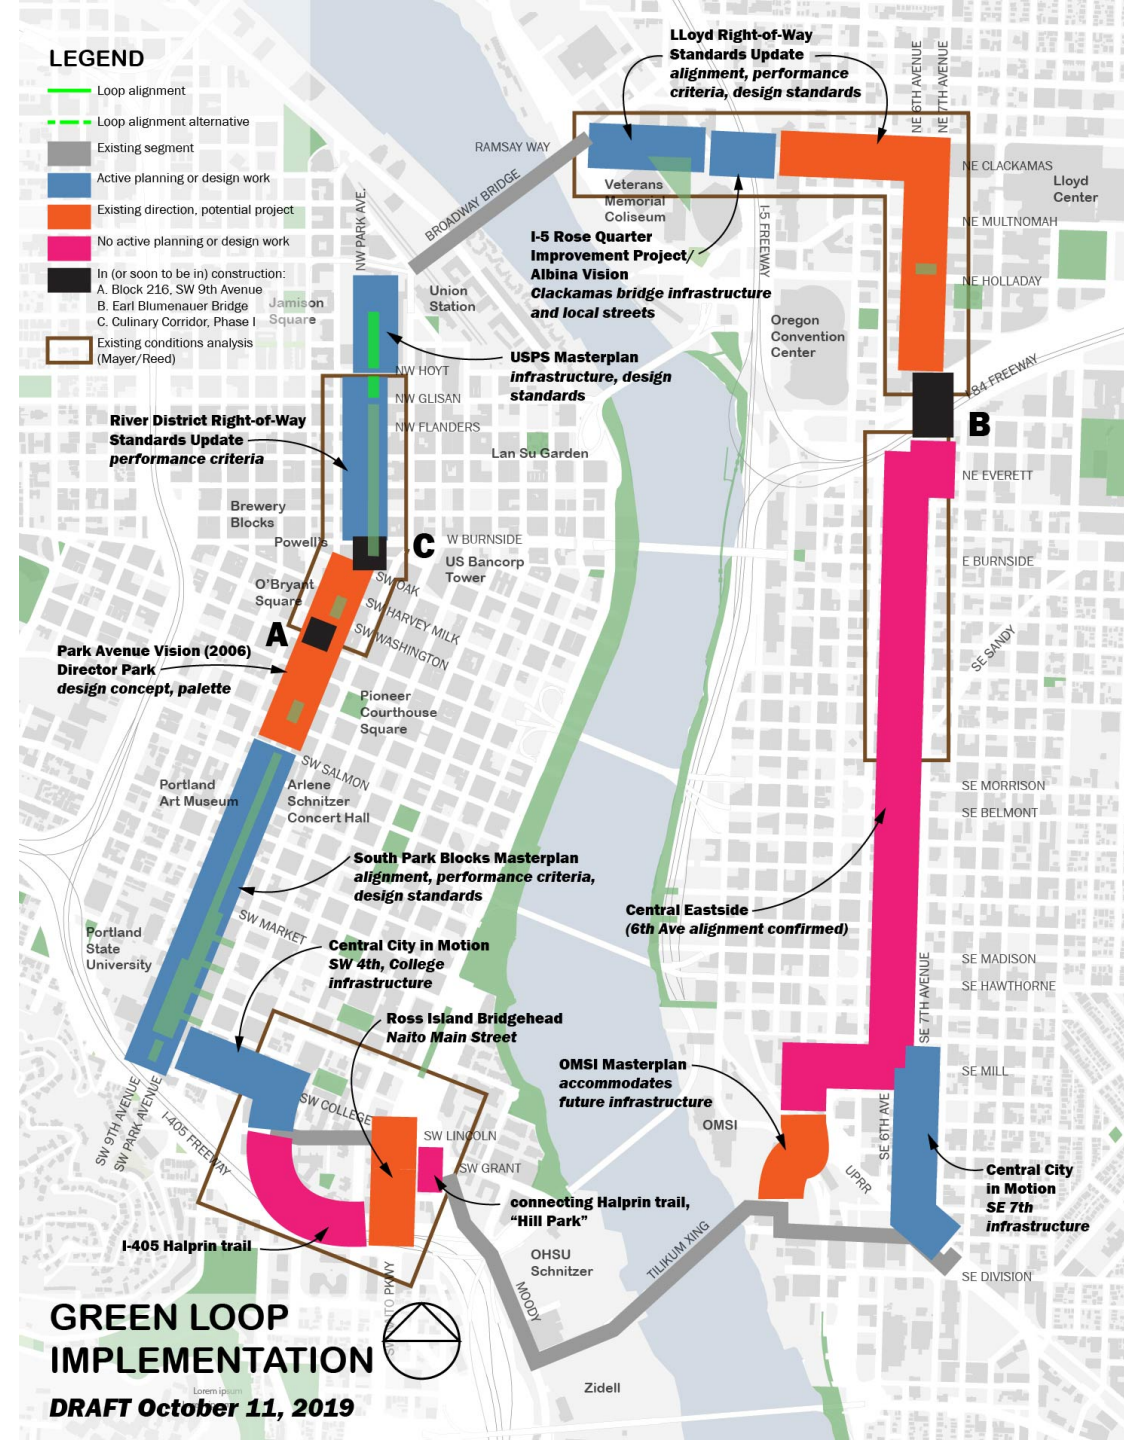 LEGEND
Loop alignment
Loop alignment alternative
Existing segment
Active planning or design work
Existing direction, potential project
No active planning or design work
In (or soon to be in) construction:
A. Block 216, SW 9th Avenue
B. Earl Blumenauer Bridge
C. Culinary Corridor, Phase I
Existing conditions analysis
(Mayer/Reed)
LLoyd Right-of-Way
Standards Update
alignment, performance
criteria, design standards
NE 6TH AVENUE
NE 7TH AVENUE
RAMSAY WAY
BROADWAY BRIDGE
NW PARK AVE.
Veterans
Memorial
Coliseum
I-5 FREEWAY
NE CLACKAMAS
Lloyd
Center
NE MULTNOMAH
NE HOLLADAY
I-5 Rose Quarter
Improvement Project/
Albina Vision
Clackamas bridge infrastructure
and local streets
Jamison
Square
Union
Station
Oregon
Convention
Center
USPS Masterplan
infrastructure, design
standards
NW HOYT
NW GLISAN
NW FLANDERS
I-84 FREEWAY
B
River District Right-of-Way
Standards Update
performance criteria
Lan Su Garden
NE EVERETT
Brewery
Blocks
Powell's
C
W BURNSIDE
US Bancorp
Tower
E BURNSIDE
O'Bryant
Square
SW OAK
SW HARVEY MILK
SW WASHINGTON
A
SE SANDY
Park Avenue Vision (2006)
Director Park
design concept, palette
Pioneer
Courthouse
Square
SW SALMON
Portland
Art Museum
Arlene
Schnitzer
Concert Hall
SE MORRISON
SE BELMONT
South Park Blocks Masterplan
alignment, performance criteria,
design standards
SW MARKET
Central Eastside
(6th Ave alignment confirmed)
Portland
State
University
Central City in Motion
SW 4th, College
infrastructure
SE 7TH AVENUE
SE MADISON
SE HAWTHORNE
Ross Island Bridgehead
Naito Main Street
OMSI Masterplan
accommodates
future infrastructure
SE MILL
SW 9TH AVENUE
SW PARK AVENUE
I-405 FREEWAY
SW COLLEGE
SW LINCOLN
SW GRANT
OMSI
SE 6TH AVE
UPRR
Central City
in Motion
SE 7th
infrastructure
connecting Halprin trail,
“Hill Park”
I-405 Halprin trail
OHSU
Schnitzer
MOODY
TILIKUM XING
SE DIVISION
SW NAITO PKWY
Zidell
GREEN LOOP
IMPLEMENTATION
Lorem ipsum
DRAFT October 11, 2019